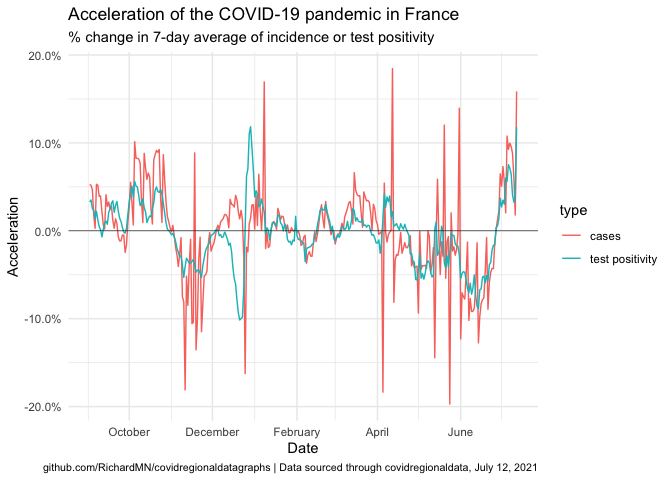 Acceleration of the COVID-19 pandemic in France
% change in 7-day average of incidence or test positivity
20.0%
10.0%
0.0%
-10.0%
-20.0%
Acceleration
October December February April June
Date
type
cases
test positivity
github.com/RichardMN/covidregionaldatagraphs | Data sourced through covidregionaldata, July 12, 2021